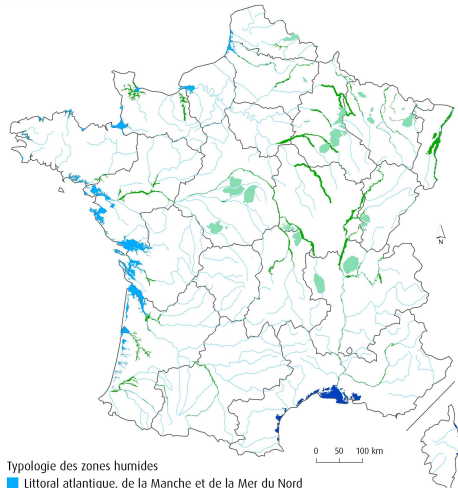 N
0 50 100 km
Typologie des zones humides
Littoral atlantique, de la Manche et de la Mer du Nord